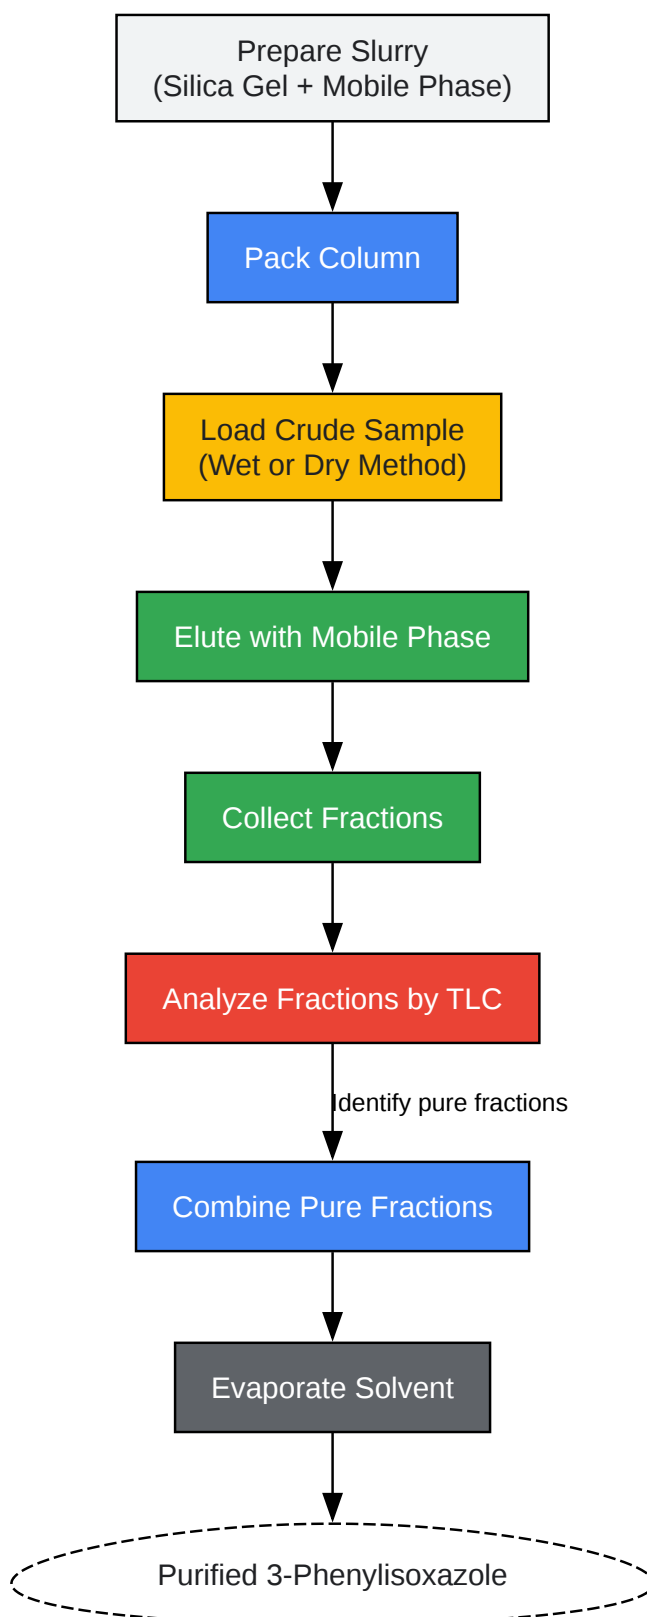 Prepare Slurry
(Silica Gel + Mobile Phase)
Pack Column
Load Crude Sample
(Wet or Dry Method)
Elute with Mobile Phase
Collect Fractions
Analyze Fractions by TLC
Identify pure fractions
Combine Pure Fractions
Evaporate Solvent
Purified 3-Phenylisoxazole